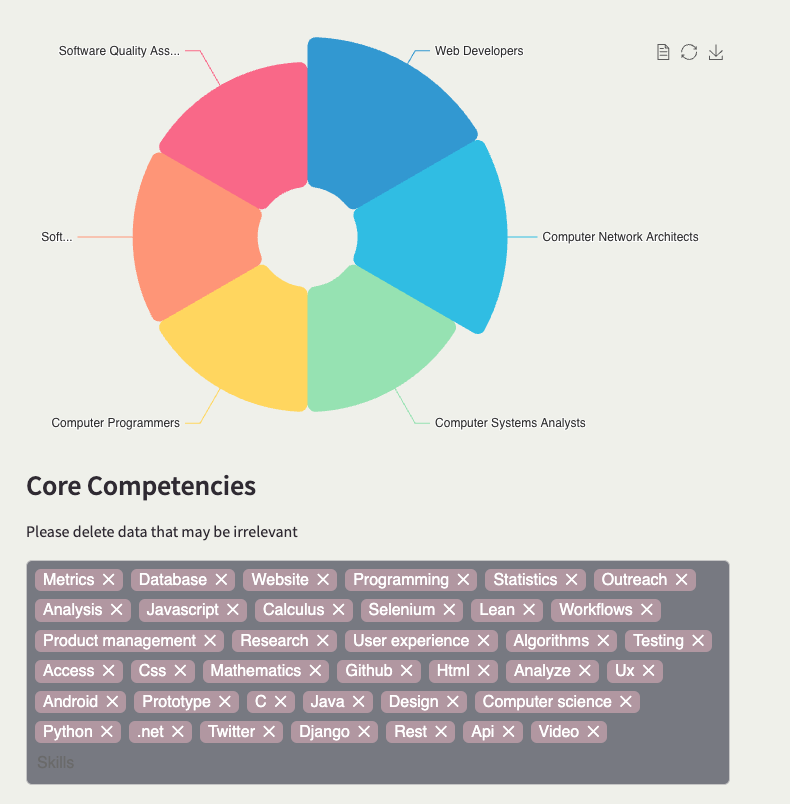 Software Quality Ass... Web Developers
Soft... Computer Network Architects
Computer Programmers Computer Systems Analysts
Core Competencies
Please delete data that may be irrelevant
Metrics Database Website Programming Statistics Outreach
Analysis Javascript Calculus Selenium Lean Workflows
Product management Research User experience Algorithms Testing
Access Css Mathematics Github Html Analyze Ux
Android Prototype C Java Design Computer science
Python .net Twitter Django Rest Api Video
Skills